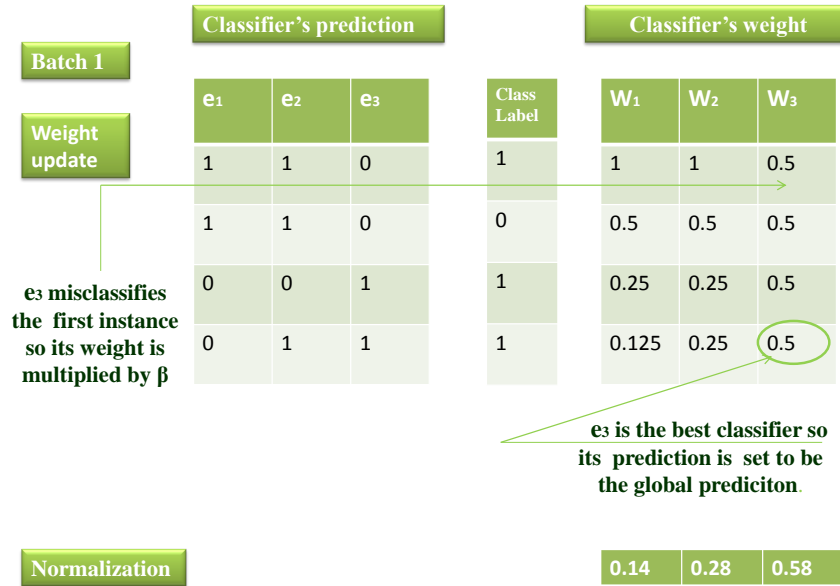 Classifier's prediction
Classifier's weight
Batch 1
e1 e2 e3
Class
Label
W1 W2 W3
Weight
update
1 1 0 1 1 1 0.5
1 1 0 0 0.5 0.5 0.5
0 0 1 1 0.25 0.25 0.5
0 1 1 1 0.125 0.25 0.5
e3 misclassifies
the first instance
so its weight is
multiplied by β
e3 is the best classifier so
its prediction is set to be
the global prediciton.
Normalization 0.14 0.28 0.58